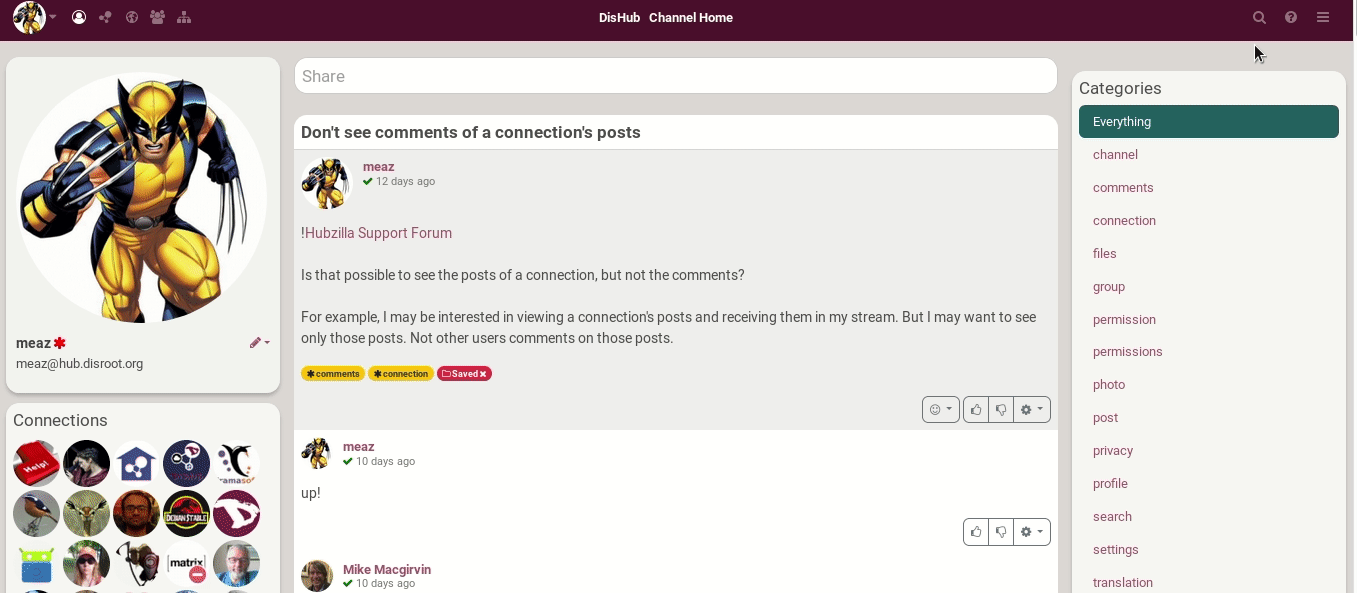 DisHub Channel Home
meaz
meaz@hub.disroot.org
Connections
Help!
ramaso
DEBIAN STABLE
matrix
Share
Don't see comments of a connection's posts
meaz
12 days ago
!Hubzilla Support Forum
Is that possible to see the posts of a connection, but not the comments?
For example, I may be interested in viewing a connection's posts and receiving them in my stream. But I may want to see
only those posts. Not other users comments on those posts.
comments connection Saved
meaz
10 days ago
up!
Mike Macgirvin
10 days ago
Categories
Everything
channel
comments
connection
files
group
permission
permissions
photo
post
privacy
profile
search
settings
translation